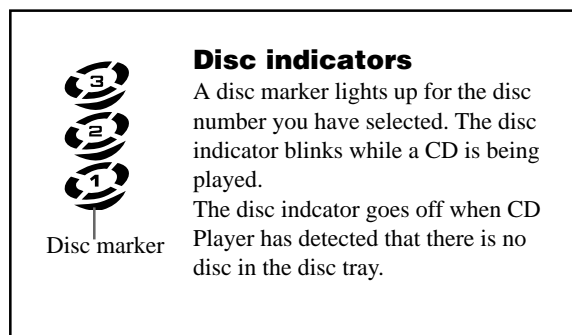 Disc indicators
A disc marker lights up for the disc
number you have selected. The disc
indicator blinks while a CD is being
played.
The disc indcator goes off when CD
Player has detected that there is no
disc in the disc tray.
3
2
1
Disc marker